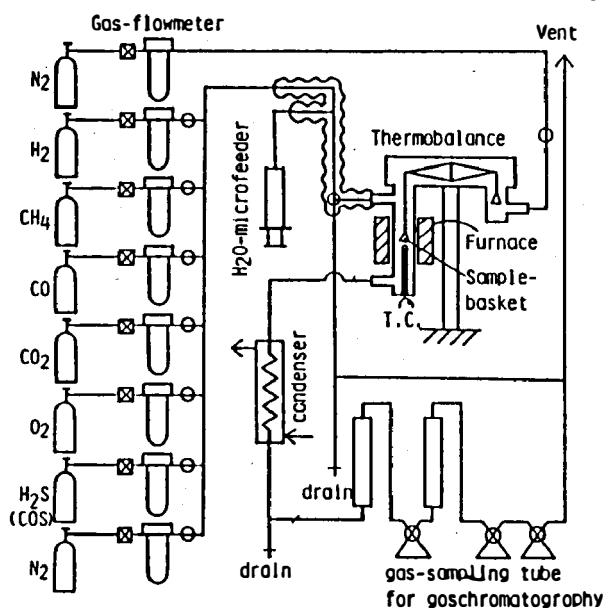 Gas-flowmeter
Vent
N2
H2
CH4
CO
CO2
O2
H2S
(COS)
N2
H2O-microfeeder
Thermobalance
Furnace
Sample-
basket
T.C.
condenser
drain
drain
gas-sampling tube
for goschromatogrophy